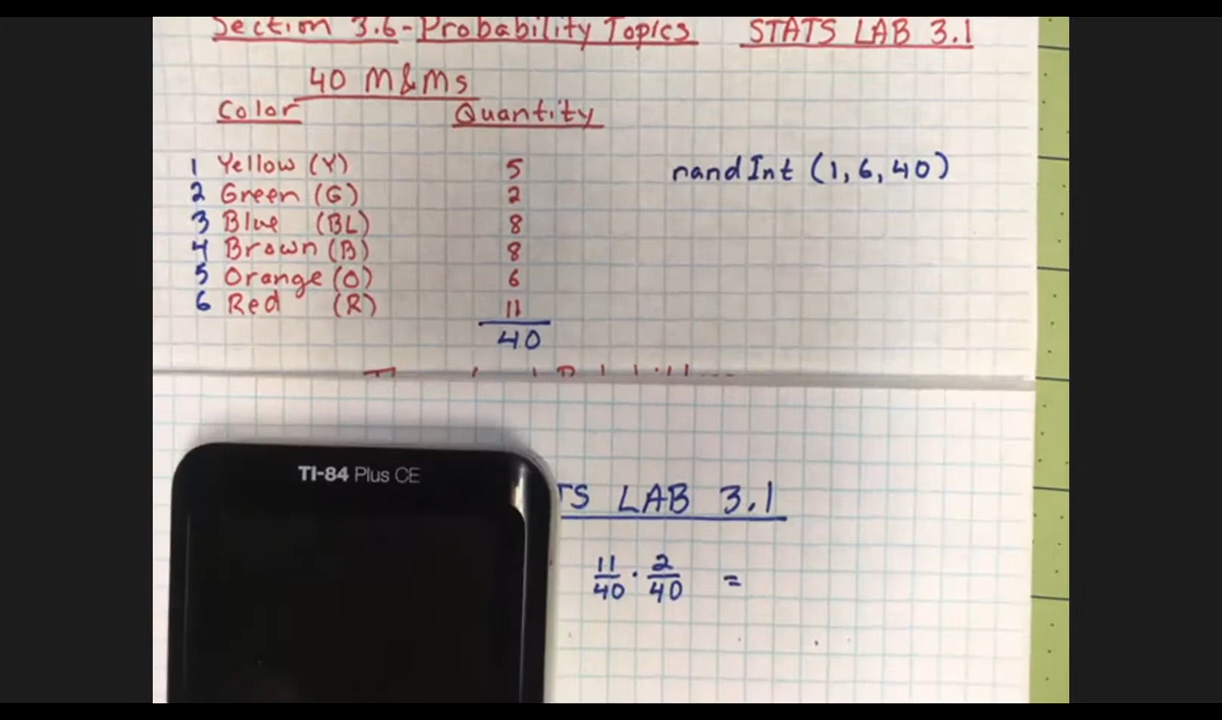 Section 3.6-Probability Topics STATS LAB 3.1
40 M&Ms
Color Quantity
1 Yellow (Y) 5
2 Green (G) 2
3 Blue (BL) 8
4 Brown (B) 8
5 Orange (O) 6
6 Red (R) 11
40
randInt (1, 6, 40)
TI-84 Plus CE
TS LAB 3.1
11/40 · 2/40 =